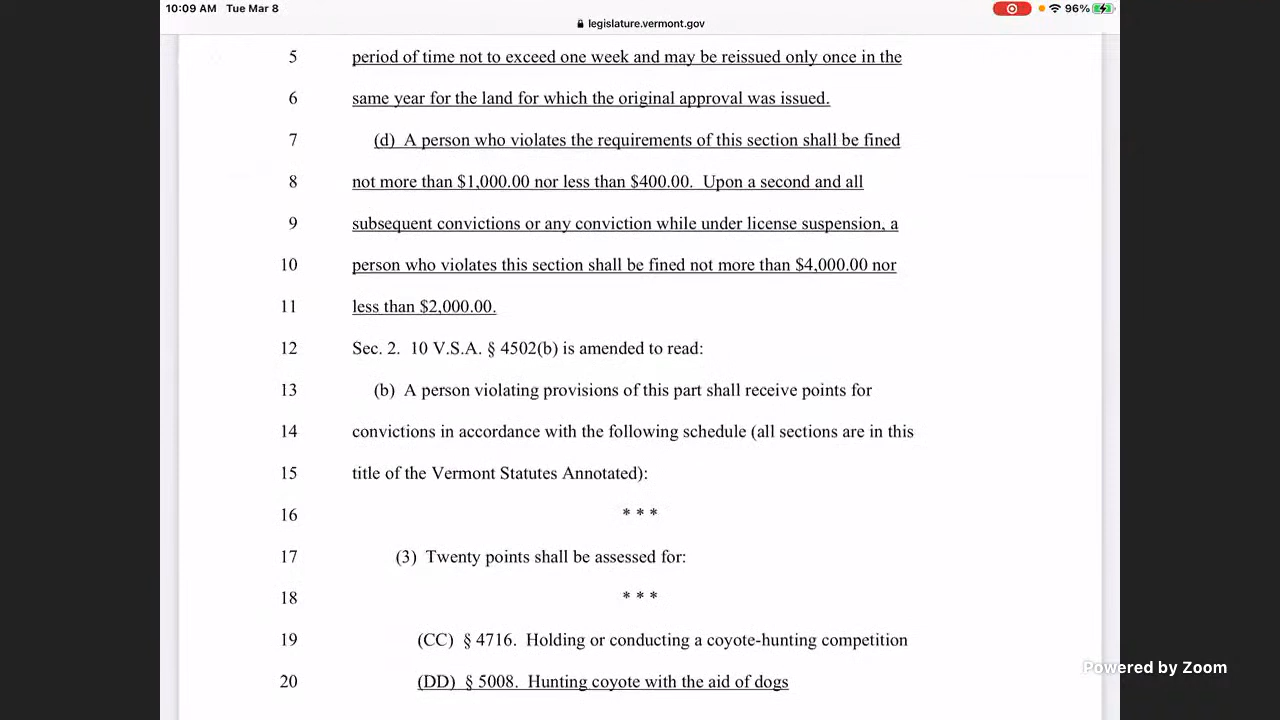 10:09 AM Tue Mar 8 96%
legislature.vermont.gov
5 period of time not to exceed one week and may be reissued only once in the
6 same year for the land for which the original approval was issued.
7 (d) A person who violates the requirements of this section shall be fined
8 not more than $1,000.00 nor less than $400.00. Upon a second and all
9 subsequent convictions or any conviction while under license suspension, a
10 person who violates this section shall be fined not more than $4,000.00 nor
11 less than $2,000.00.
12 Sec. 2. 10 V.S.A. § 4502(b) is amended to read:
13 (b) A person violating provisions of this part shall receive points for
14 convictions in accordance with the following schedule (all sections are in this
15 title of the Vermont Statutes Annotated):
16 * * *
17 (3) Twenty points shall be assessed for:
18 * * *
19 (CC) § 4716. Holding or conducting a coyote-hunting competition
20 (DD) § 5008. Hunting coyote with the aid of dogs
Powered by Zoom